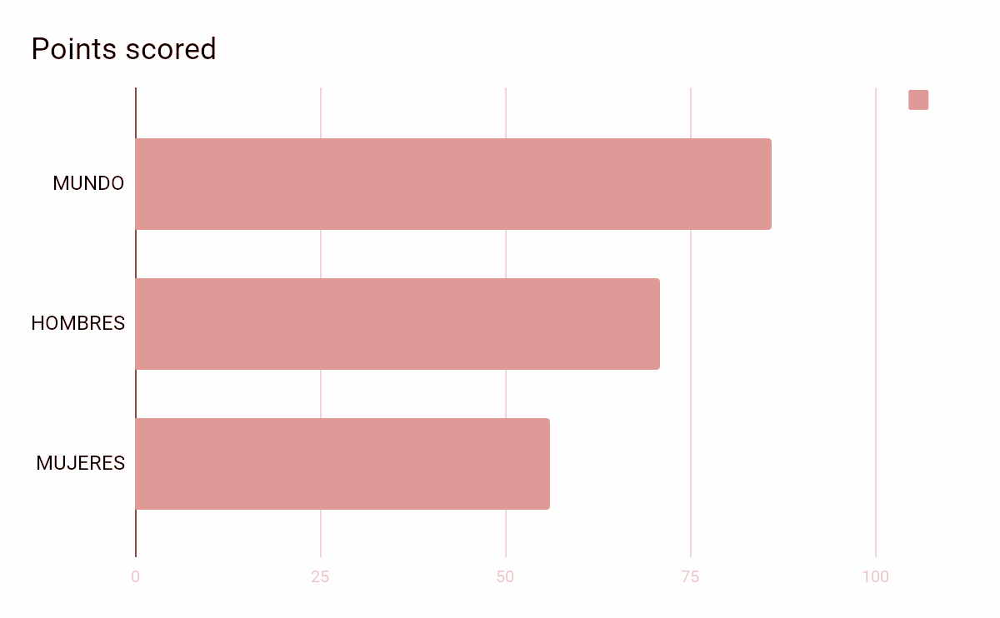 Points scored
MUNDO
HOMBRES
MUJERES
0 25 50 75 100